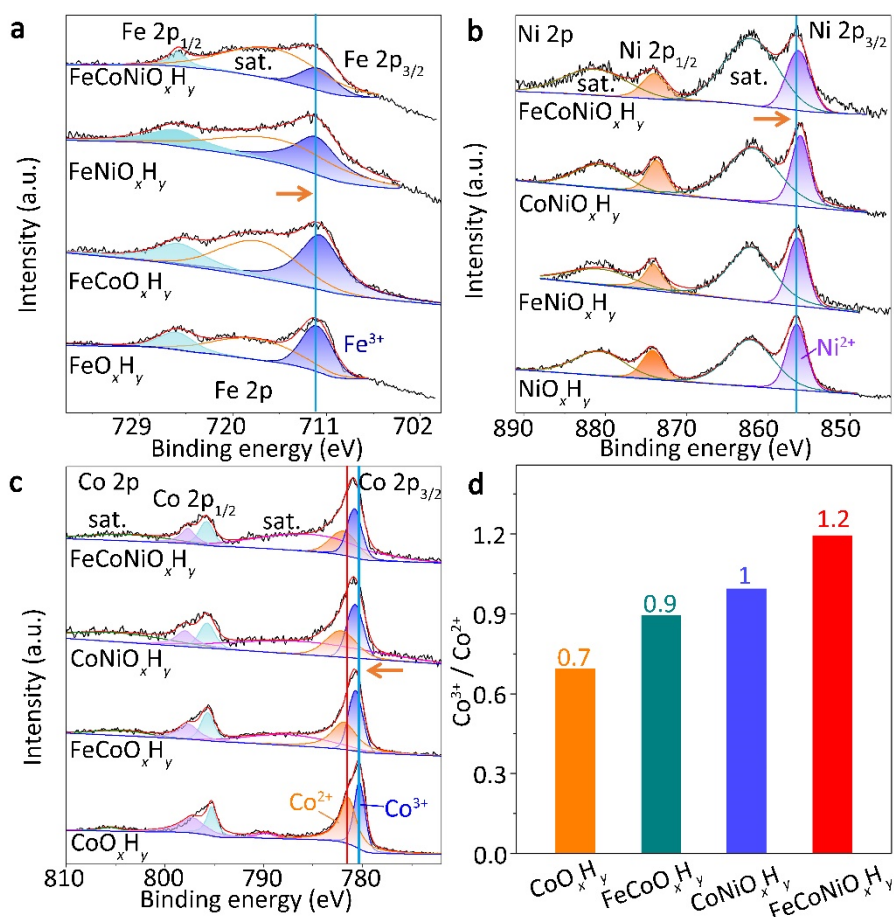 a
Fe 2p1/2
sat.
Fe 2p3/2
FeCoNiOxHy
FeNiOxHy
FeCoOxHy
Fe3+
FeOxHy
Fe 2p
Intensity (a.u.)
729 720 711 702
Binding energy (eV)
b
Ni 2p
Ni 2p1/2
Ni 2p3/2
sat.
sat.
FeCoNiOxHy
CoNiOxHy
FeNiOxHy
Ni2+
NiOxHy
Intensity (a.u.)
890 880 870 860 850
Binding energy (eV)
c
Co 2p
Co 2p3/2
Co 2p1/2
sat.
sat.
FeCoNiOxHy
CoNiOxHy
FeCoOxHy
Co2+
Co3+
CoOxHy
Intensity (a.u.)
810 800 790 780
Binding energy (eV)
d
1.2
1
0.9
0.7
Co3+ / Co2+
1.2
0.9
0.6
0.3
0.0
CoOxHy
FeCoOxHy
CoNiOxHy
FeCoNiOxHy